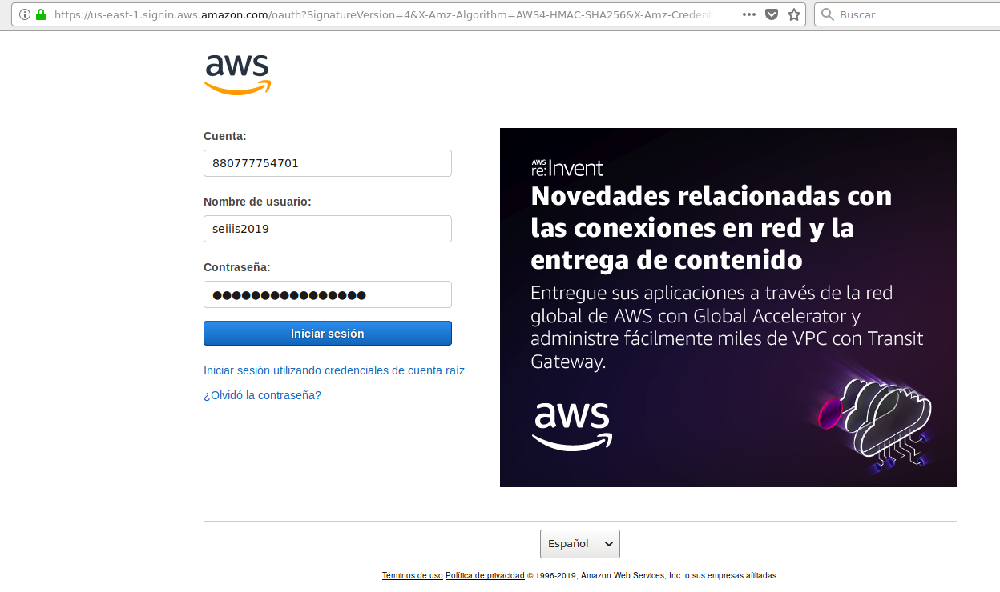 https://us-east-1.signin.aws.amazon.com/oauth?SignatureVersion=4&X-Amz-Algorithm=AWS4-HMAC-SHA256&X-Amz-Credent
Buscar
aws
Cuenta:
880777754701
Nombre de usuario:
seiiis2019
Contraseña:
●●●●●●●●●●●●●●●●
Iniciar sesión
Iniciar sesión utilizando credenciales de cuenta raíz
¿Olvidó la contraseña?
AWS
re:Invent
Novedades relacionadas con
las conexiones en red y la
entrega de contenido
Entregue sus aplicaciones a través de la red
global de AWS con Global Accelerator y
administre fácilmente miles de VPC con Transit
Gateway.
aws
Español
Términos de uso Política de privacidad © 1996-2019, Amazon Web Services, Inc. o sus empresas afiliadas.